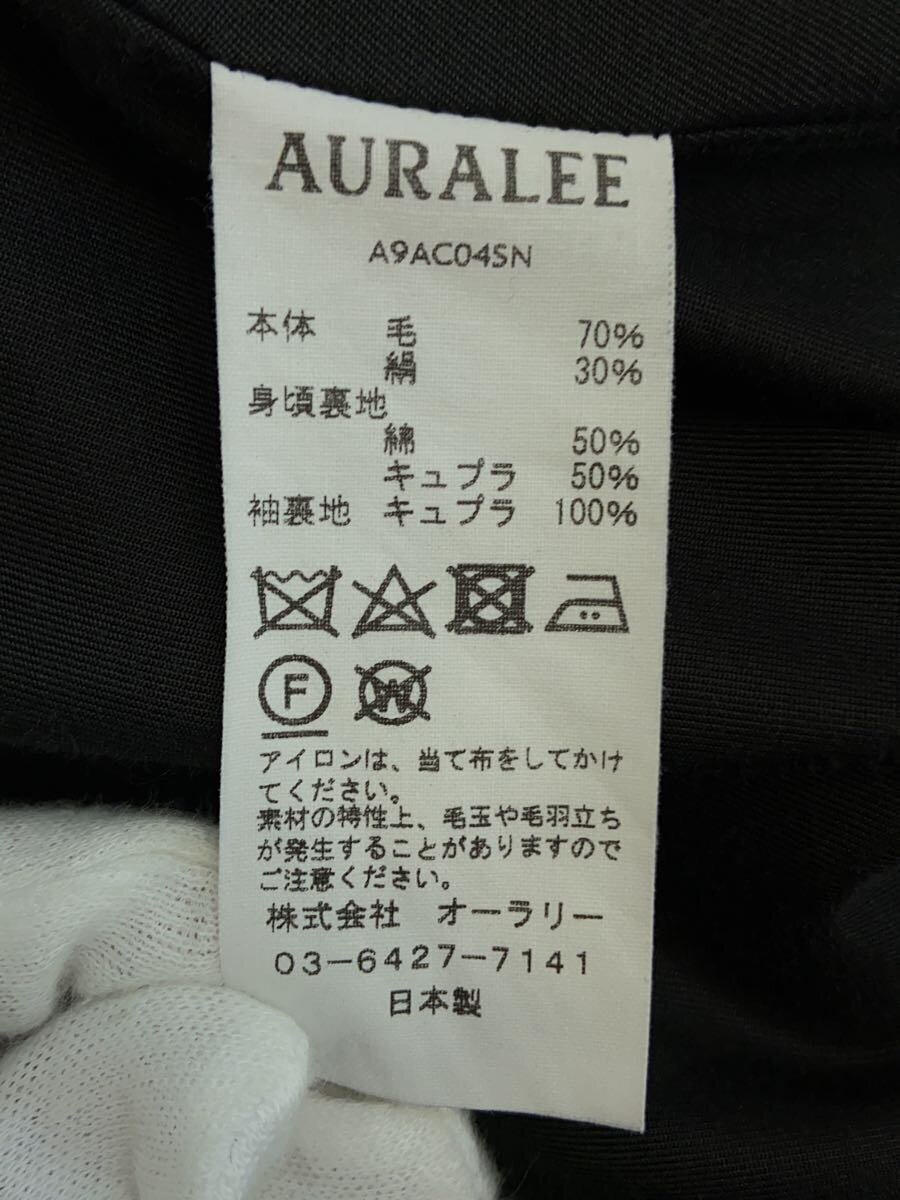 AURALEE
A9AC04SN
本体 毛 70%
絹 30%
身頃裏地
綿 50%
キュプラ 50%
袖裏地 キュプラ 100%
F W
アイロンは、当て布をしてかけ
てください。
素材の特性上、毛玉や毛羽立ち
が発生することがありますので
ご注意ください。
株式会社 オーラリー
03-6427-7141
日本製